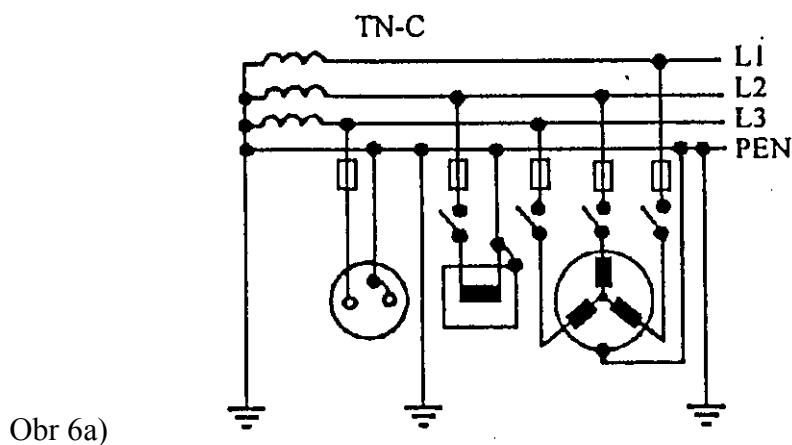 TN-C
L1
L2
L3
PEN
Obr 6a)